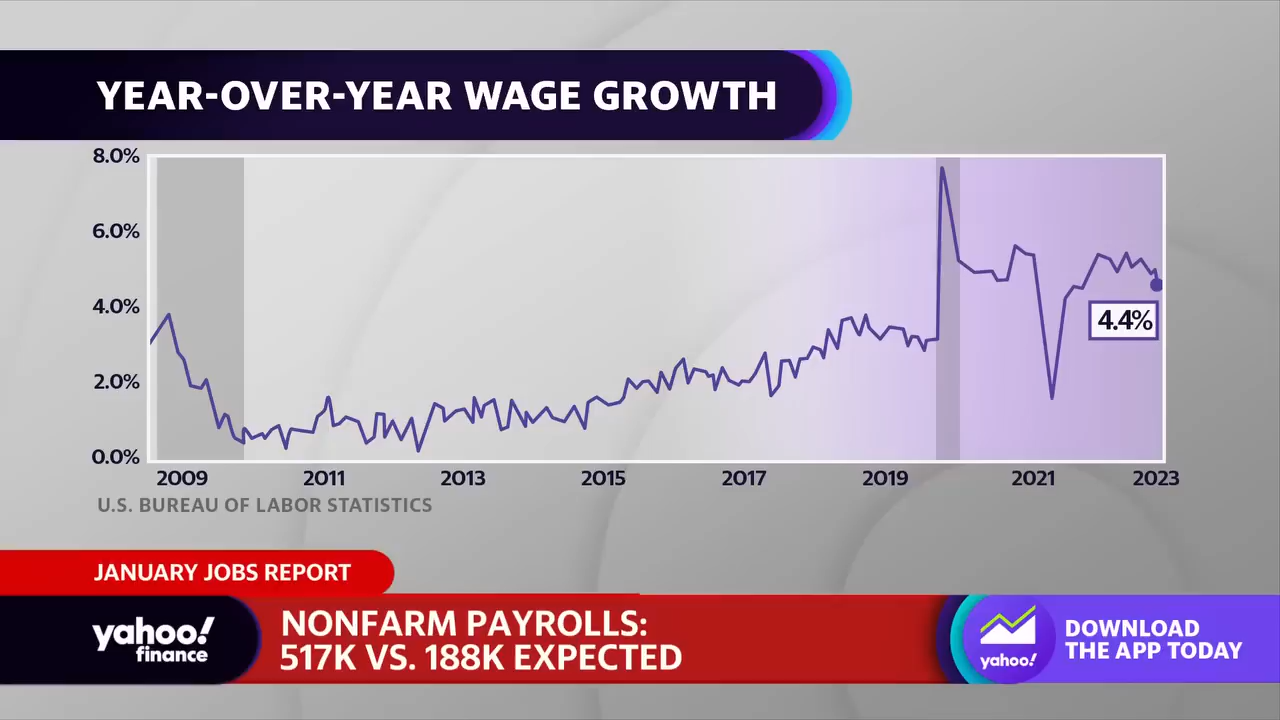 YEAR-OVER-YEAR WAGE GROWTH
8.0%
6.0%
4.0%
2.0%
0.0%
4.4%
2009 2011 2013 2015 2017 2019 2021 2023
U.S. BUREAU OF LABOR STATISTICS
JANUARY JOBS REPORT
yahoo!
finance
NONFARM PAYROLLS:
517K VS. 188K EXPECTED
yahoo!
DOWNLOAD
THE APP TODAY